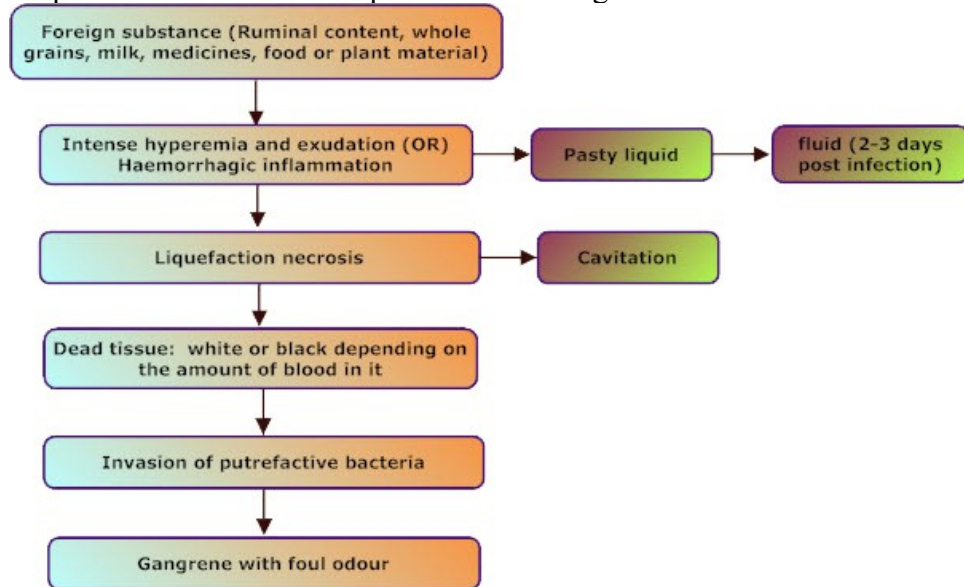 Foreign substance (Ruminal content, whole
grains, milk, medicines, food or plant material)
Intense hyperemia and exudation (OR)
Haemorrhagic inflammation
Pasty liquid
fluid (2-3 days
post infection)
Liquefaction necrosis
Cavitation
Dead tissue: white or black depending on
the amount of blood in it
Invasion of putrefactive bacteria
Gangrene with foul odour